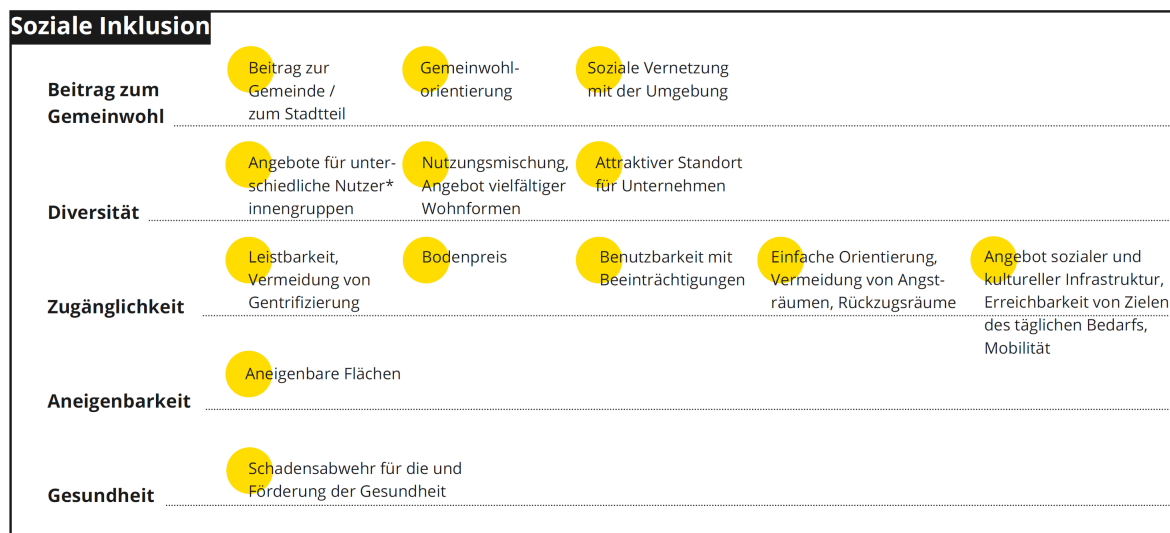 Soziale Inklusion
Beitrag zum
Gemeinwohl
Beitrag zur
Gemeinde /
zum Stadtteil
Gemeinwohl-
orientierung
Soziale Vernetzung
mit der Umgebung
Diversität
Angebote für unter-
schiedliche Nutzer*
innengruppen
Nutzungsmischung,
Angebot vielfältiger
Wohnformen
Attraktiver Standort
für Unternehmen
Zugänglichkeit
Leistbarkeit,
Vermeidung von
Gentrifizierung
Bodenpreis
Benutzbarkeit mit
Beeinträchtigungen
Einfache Orientierung,
Vermeidung von Angst-
räumen, Rückzugsräume
Angebot sozialer und
kultureller Infrastruktur,
Erreichbarkeit von Zielen
des täglichen Bedarfs,
Mobilität
Aneigenbarkeit
Aneigenbare Flächen
Gesundheit
Schadensabwehr für die und
Förderung der Gesundheit